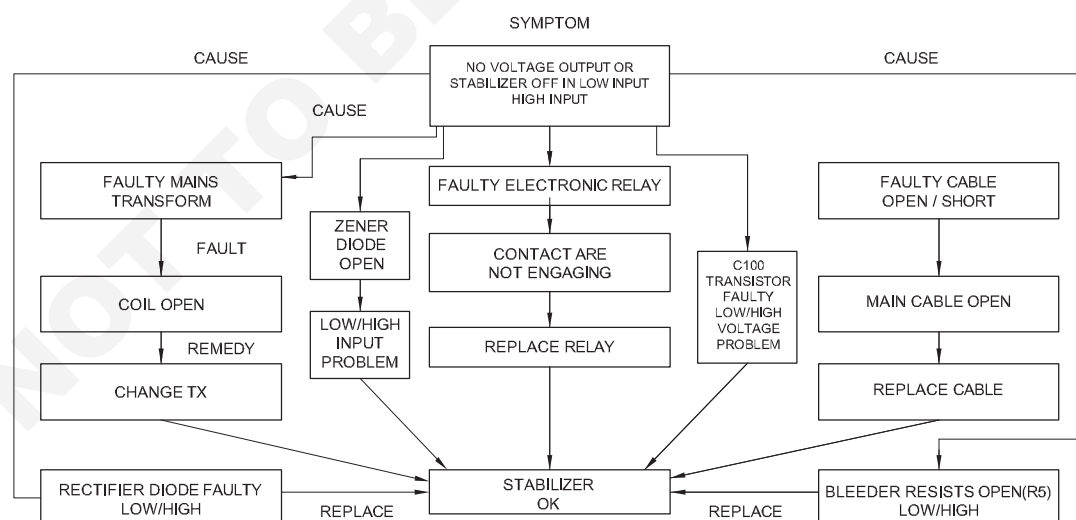 SYMPTOM
CAUSE
NO VOLTAGE OUTPUT OR
STABILIZER OFF IN LOW INPUT
HIGH INPUT
CAUSE
CAUSE
FAULTY MAINS
TRANSFORM
FAULT
COIL OPEN
REMEDY
CHANGE TX
ZENER
DIODE
OPEN
LOW/HIGH
INPUT
PROBLEM
FAULTY ELECTRONIC RELAY
CONTACT ARE
NOT ENGAGING
REPLACE RELAY
C100
TRANSISTOR
FAULTY
LOW/HIGH
VOLTAGE
PROBLEM
FAULTY CABLE
OPEN / SHORT
MAIN CABLE OPEN
REPLACE CABLE
RECTIFIER DIODE FAULTY
LOW/HIGH
REPLACE
STABILIZER
OK
REPLACE
BLEEDER RESISTS OPEN(R5)
LOW/HIGH
NOT TO B